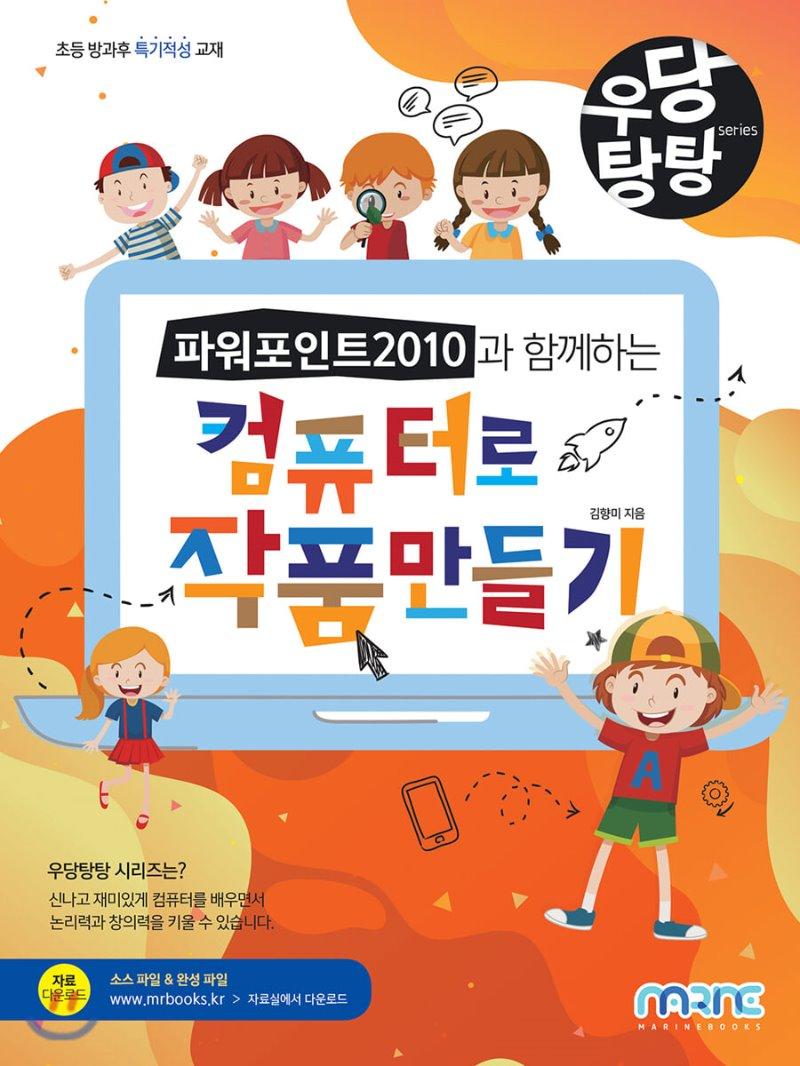 초등 방과후 특기적성 교재
우당
탕탕
series
파워포인트2010과 함께하는
컴퓨터로
김향미 지음
작품만들기
A
우당탕탕 시리즈는?
신나고 재미있게 컴퓨터를 배우면서
논리력과 창의력을 키울 수 있습니다.
자료
다운로드
소스 파일 & 완성 파일
www.mrbooks.kr > 자료실에서 다운로드
MARINE
MARINEBOOKS